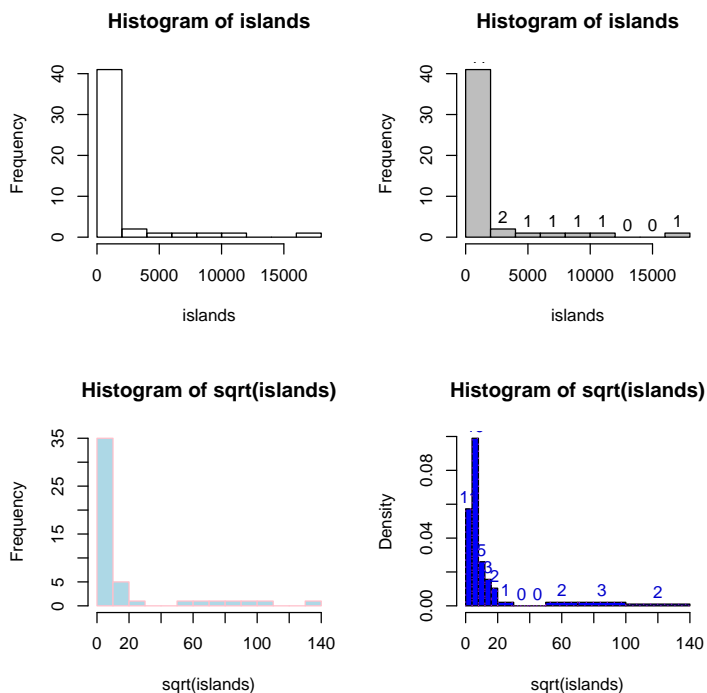 Histogram of islands
Frequency
0 10 20 30 40
0 5000 10000 15000
islands
Histogram of islands
Frequency
0 10 20 30 40
2 1 1 1 1 0 0 1
0 5000 10000 15000
islands
Histogram of sqrt(islands)
Frequency
0 5 15 25 35
0 20 60 100 140
sqrt(islands)
Histogram of sqrt(islands)
Density
0.00 0.04 0.08
5 3 2 1 0 0 2 3 2
0 20 60 100 140
sqrt(islands)